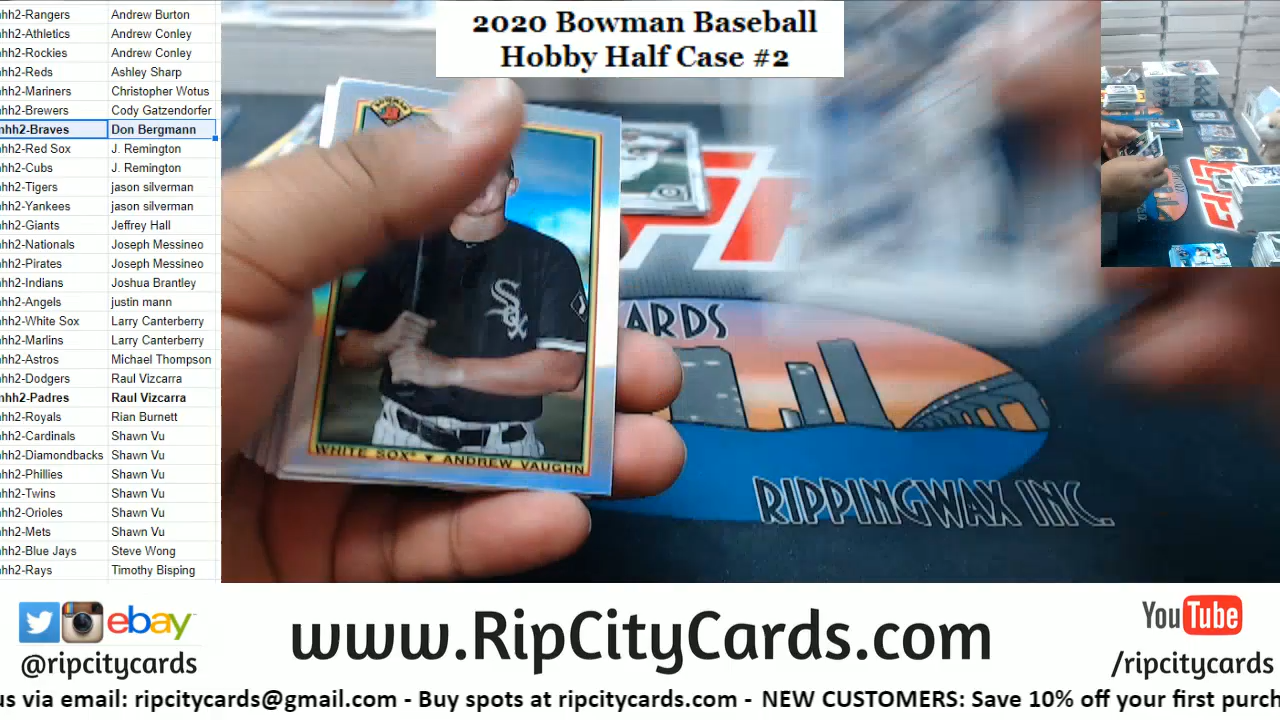 2020 Bowman Baseball
Hobby Half Case #2
hh2-Rangers Andrew Burton
hh2-Athletics Andrew Conley
hh2-Rockies Andrew Conley
hh2-Reds Ashley Sharp
hh2-Mariners Christopher Wotus
hh2-Brewers Cody Gatzendorfer
hh2-Braves Don Bergmann
hh2-Red Sox J. Remington
hh2-Cubs J. Remington
hh2-Tigers jason silverman
hh2-Yankees jason silverman
hh2-Giants Jeffrey Hall
hh2-Nationals Joseph Messineo
hh2-Pirates Joseph Messineo
hh2-Indians Joshua Brantley
hh2-Angels justin mann
hh2-White Sox Larry Canterberry
hh2-Marlins Larry Canterberry
hh2-Astros Michael Thompson
hh2-Dodgers Raul Vizcarra
hh2-Padres Raul Vizcarra
hh2-Royals Rian Burnett
hh2-Cardinals Shawn Vu
hh2-Diamondbacks Shawn Vu
hh2-Phillies Shawn Vu
hh2-Twins Shawn Vu
hh2-Orioles Shawn Vu
hh2-Mets Shawn Vu
hh2-Blue Jays Steve Wong
hh2-Rays Timothy Bisping
BOWMAN
Sox
WHITE SOX ▾ ANDREW VAUGHN
ARDS
RIPPINGWAX INC.
ebay
@ripcitycards
www.RipCityCards.com
YouTube
/ripcitycards
us via email: ripcitycards@gmail.com - Buy spots at ripcitycards.com - NEW CUSTOMERS: Save 10% off your first purch